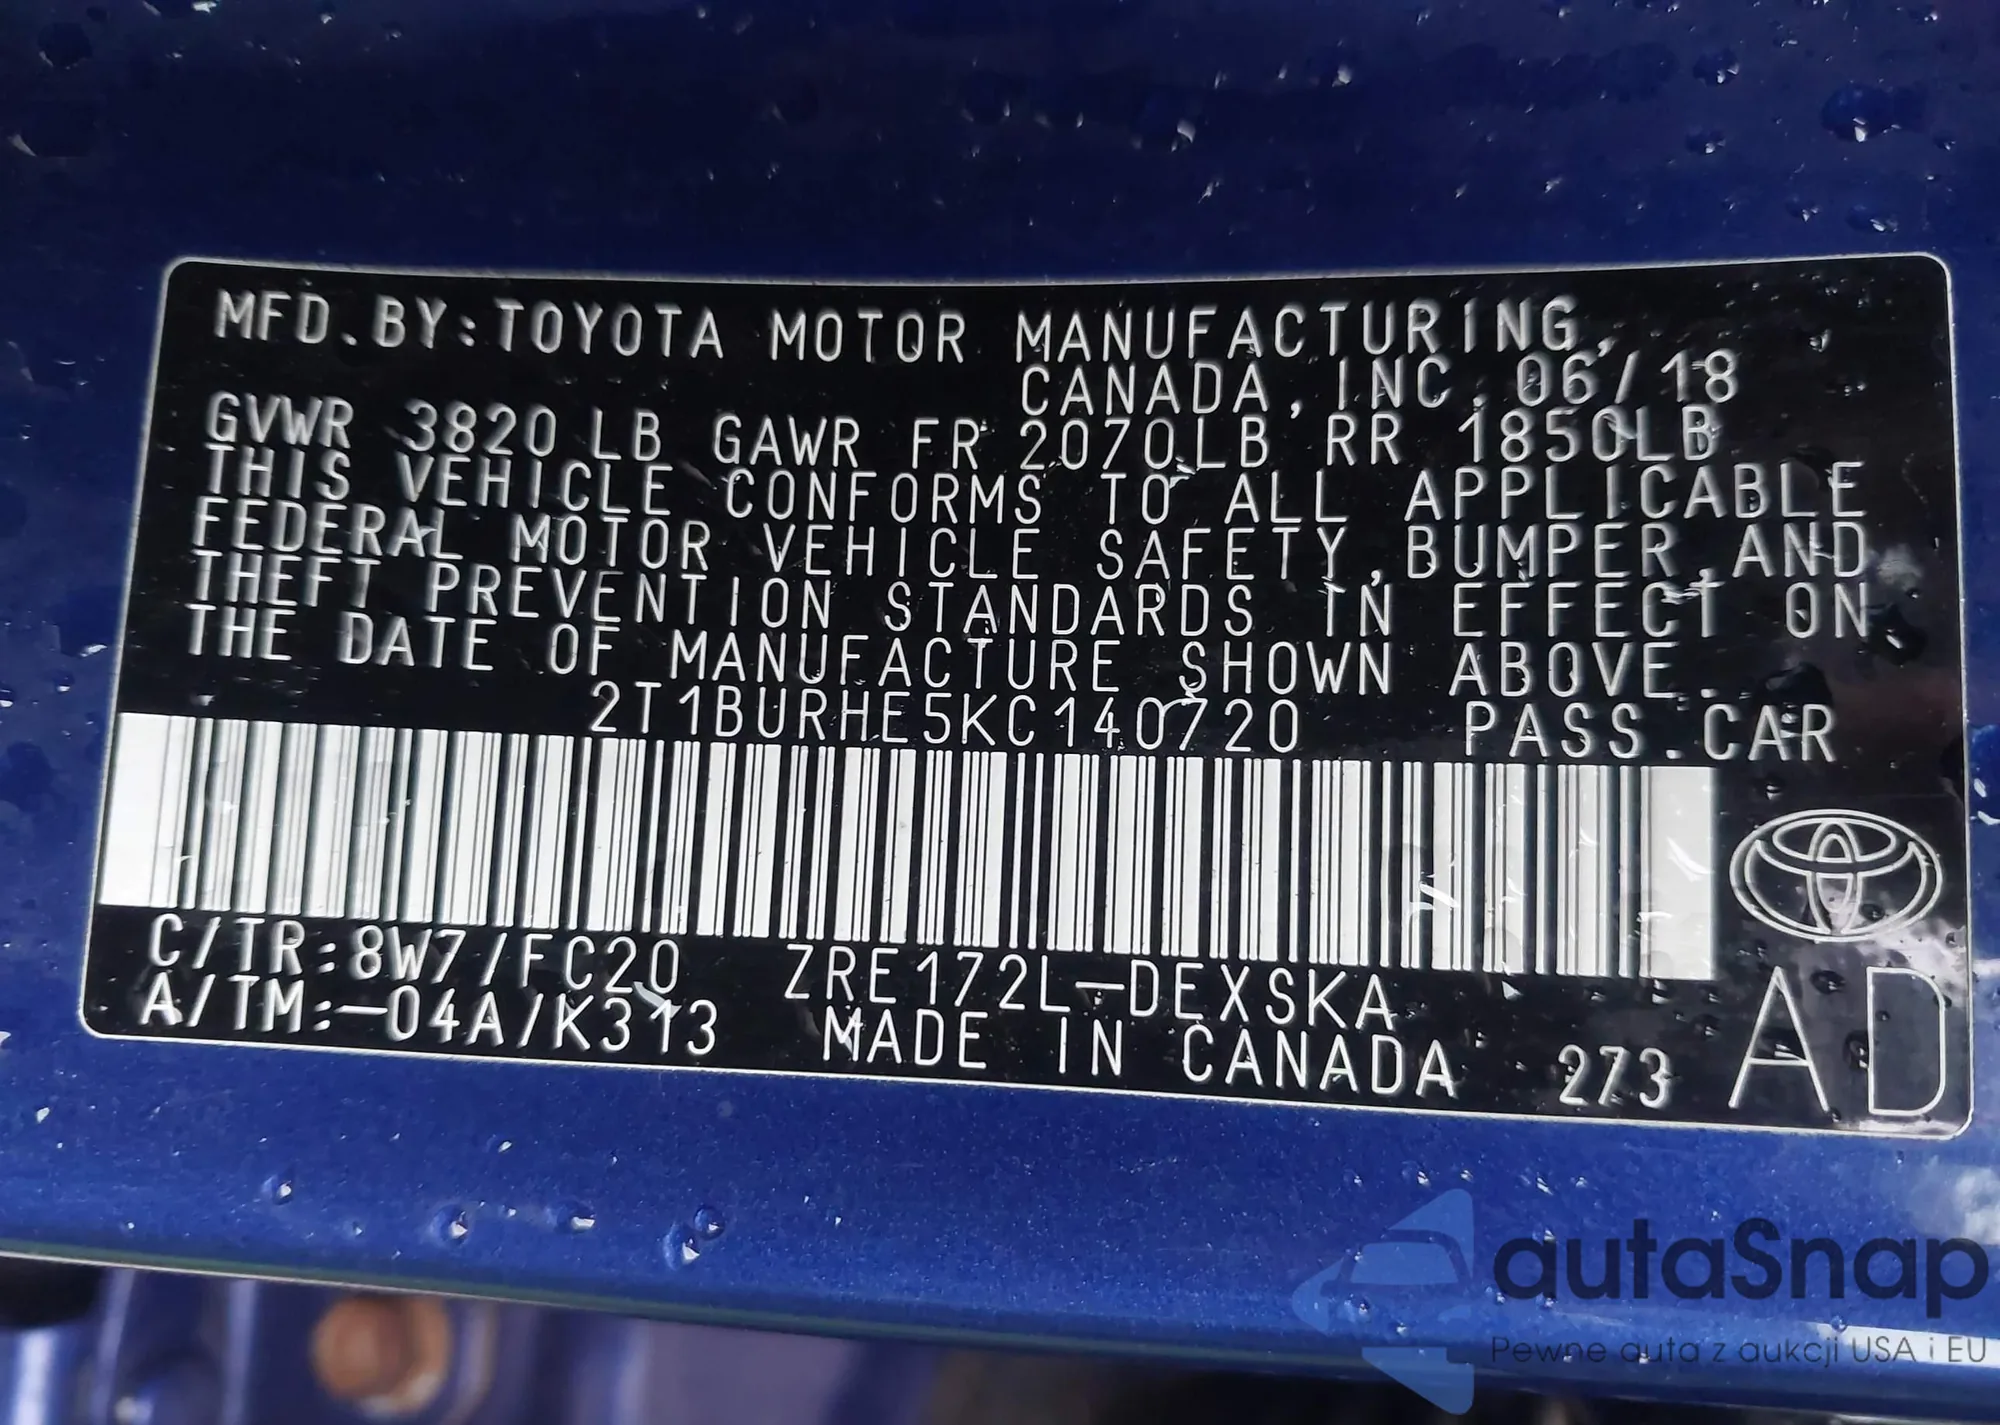 MFD.BY:TOYOTA MOTOR MANUFACTURING,
CANADA, INC. 06/18
GVWR 3820LB GAWR FR 2070LB RR 1850LB
THIS VEHICLE CONFORMS TO ALL APPLICABLE
FEDERAL MOTOR VEHICLE SAFETY,BUMPER,AND
THEFT PREVENTION STANDARDS IN EFFECT ON
THE DATE OF MANUFACTURE SHOWN ABOVE.
2T1BURHE5KC140720 PASS.CAR
C/TR:8W7/FC20 ZRE172L-DEXSKA
A/TM:-04A/K313 MADE IN CANADA 273 AD
autaSnap
Pewne auta z aukcji USA i EU